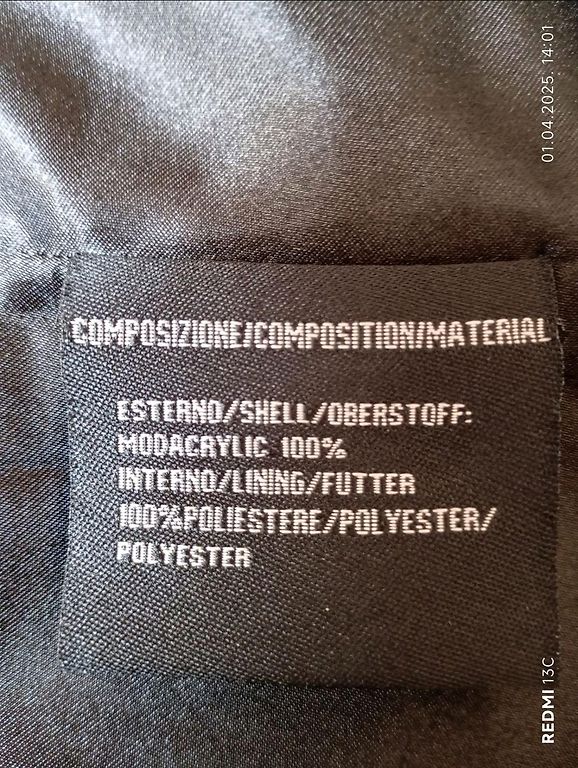 COMPOSIZIONE/COMPOSITION/MATERIAL
ESTERNO/SHELL/OBERSTOFF:
MODACRYLIC 100%
INTERNO/LINING/FUTTER
100%POLIESTERE/POLYESTER/
POLYESTER
01.04.2025. 14:01
REDMI 13C